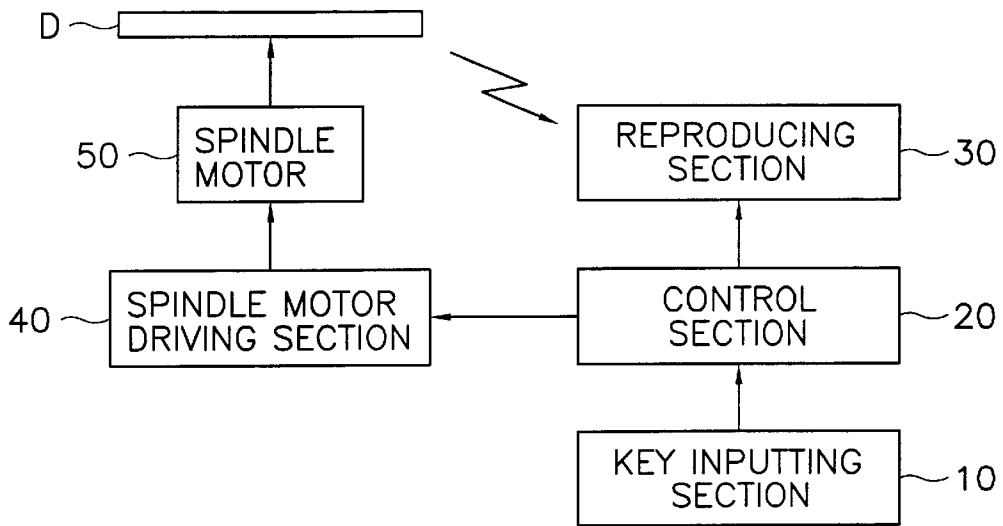 D
50
SPINDLE
MOTOR
REPRODUCING
SECTION
30
40
SPINDLE MOTOR
DRIVING SECTION
CONTROL
SECTION
20
KEY INPUTTING
SECTION
10